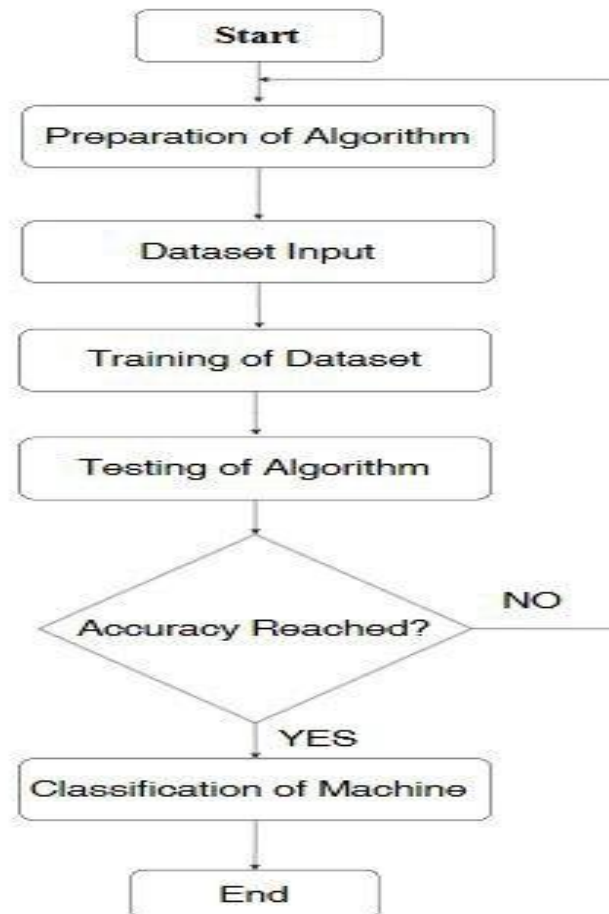 Start
Preparation of Algorithm
Dataset Input
Training of Dataset
Testing of Algorithm
Accuracy Reached?
NO
YES
Classification of Machine
End